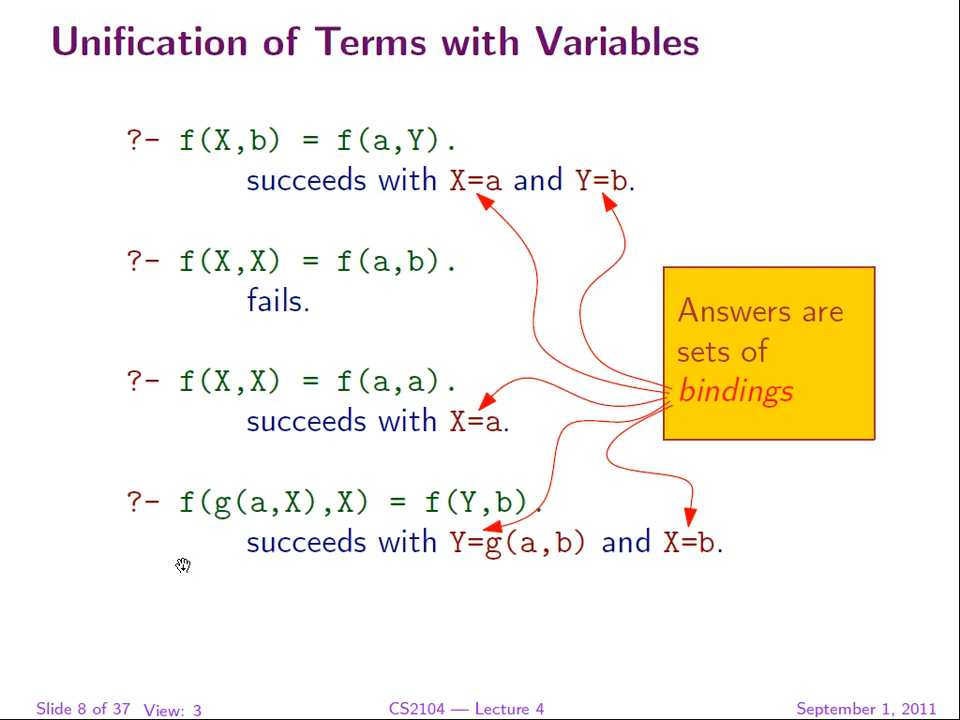 Unification of Terms with Variables
?- f(X,b) = f(a,Y).
succeeds with X=a and Y=b.
?- f(X,X) = f(a,b).
fails.
Answers are
sets of
bindings
?- f(X,X) = f(a,a).
succeeds with X=a.
?- f(g(a,X),X) = f(Y,b).
succeeds with Y=g(a,b) and X=b.
Slide 8 of 37 View: 3 CS2104 — Lecture 4 September 1, 2011